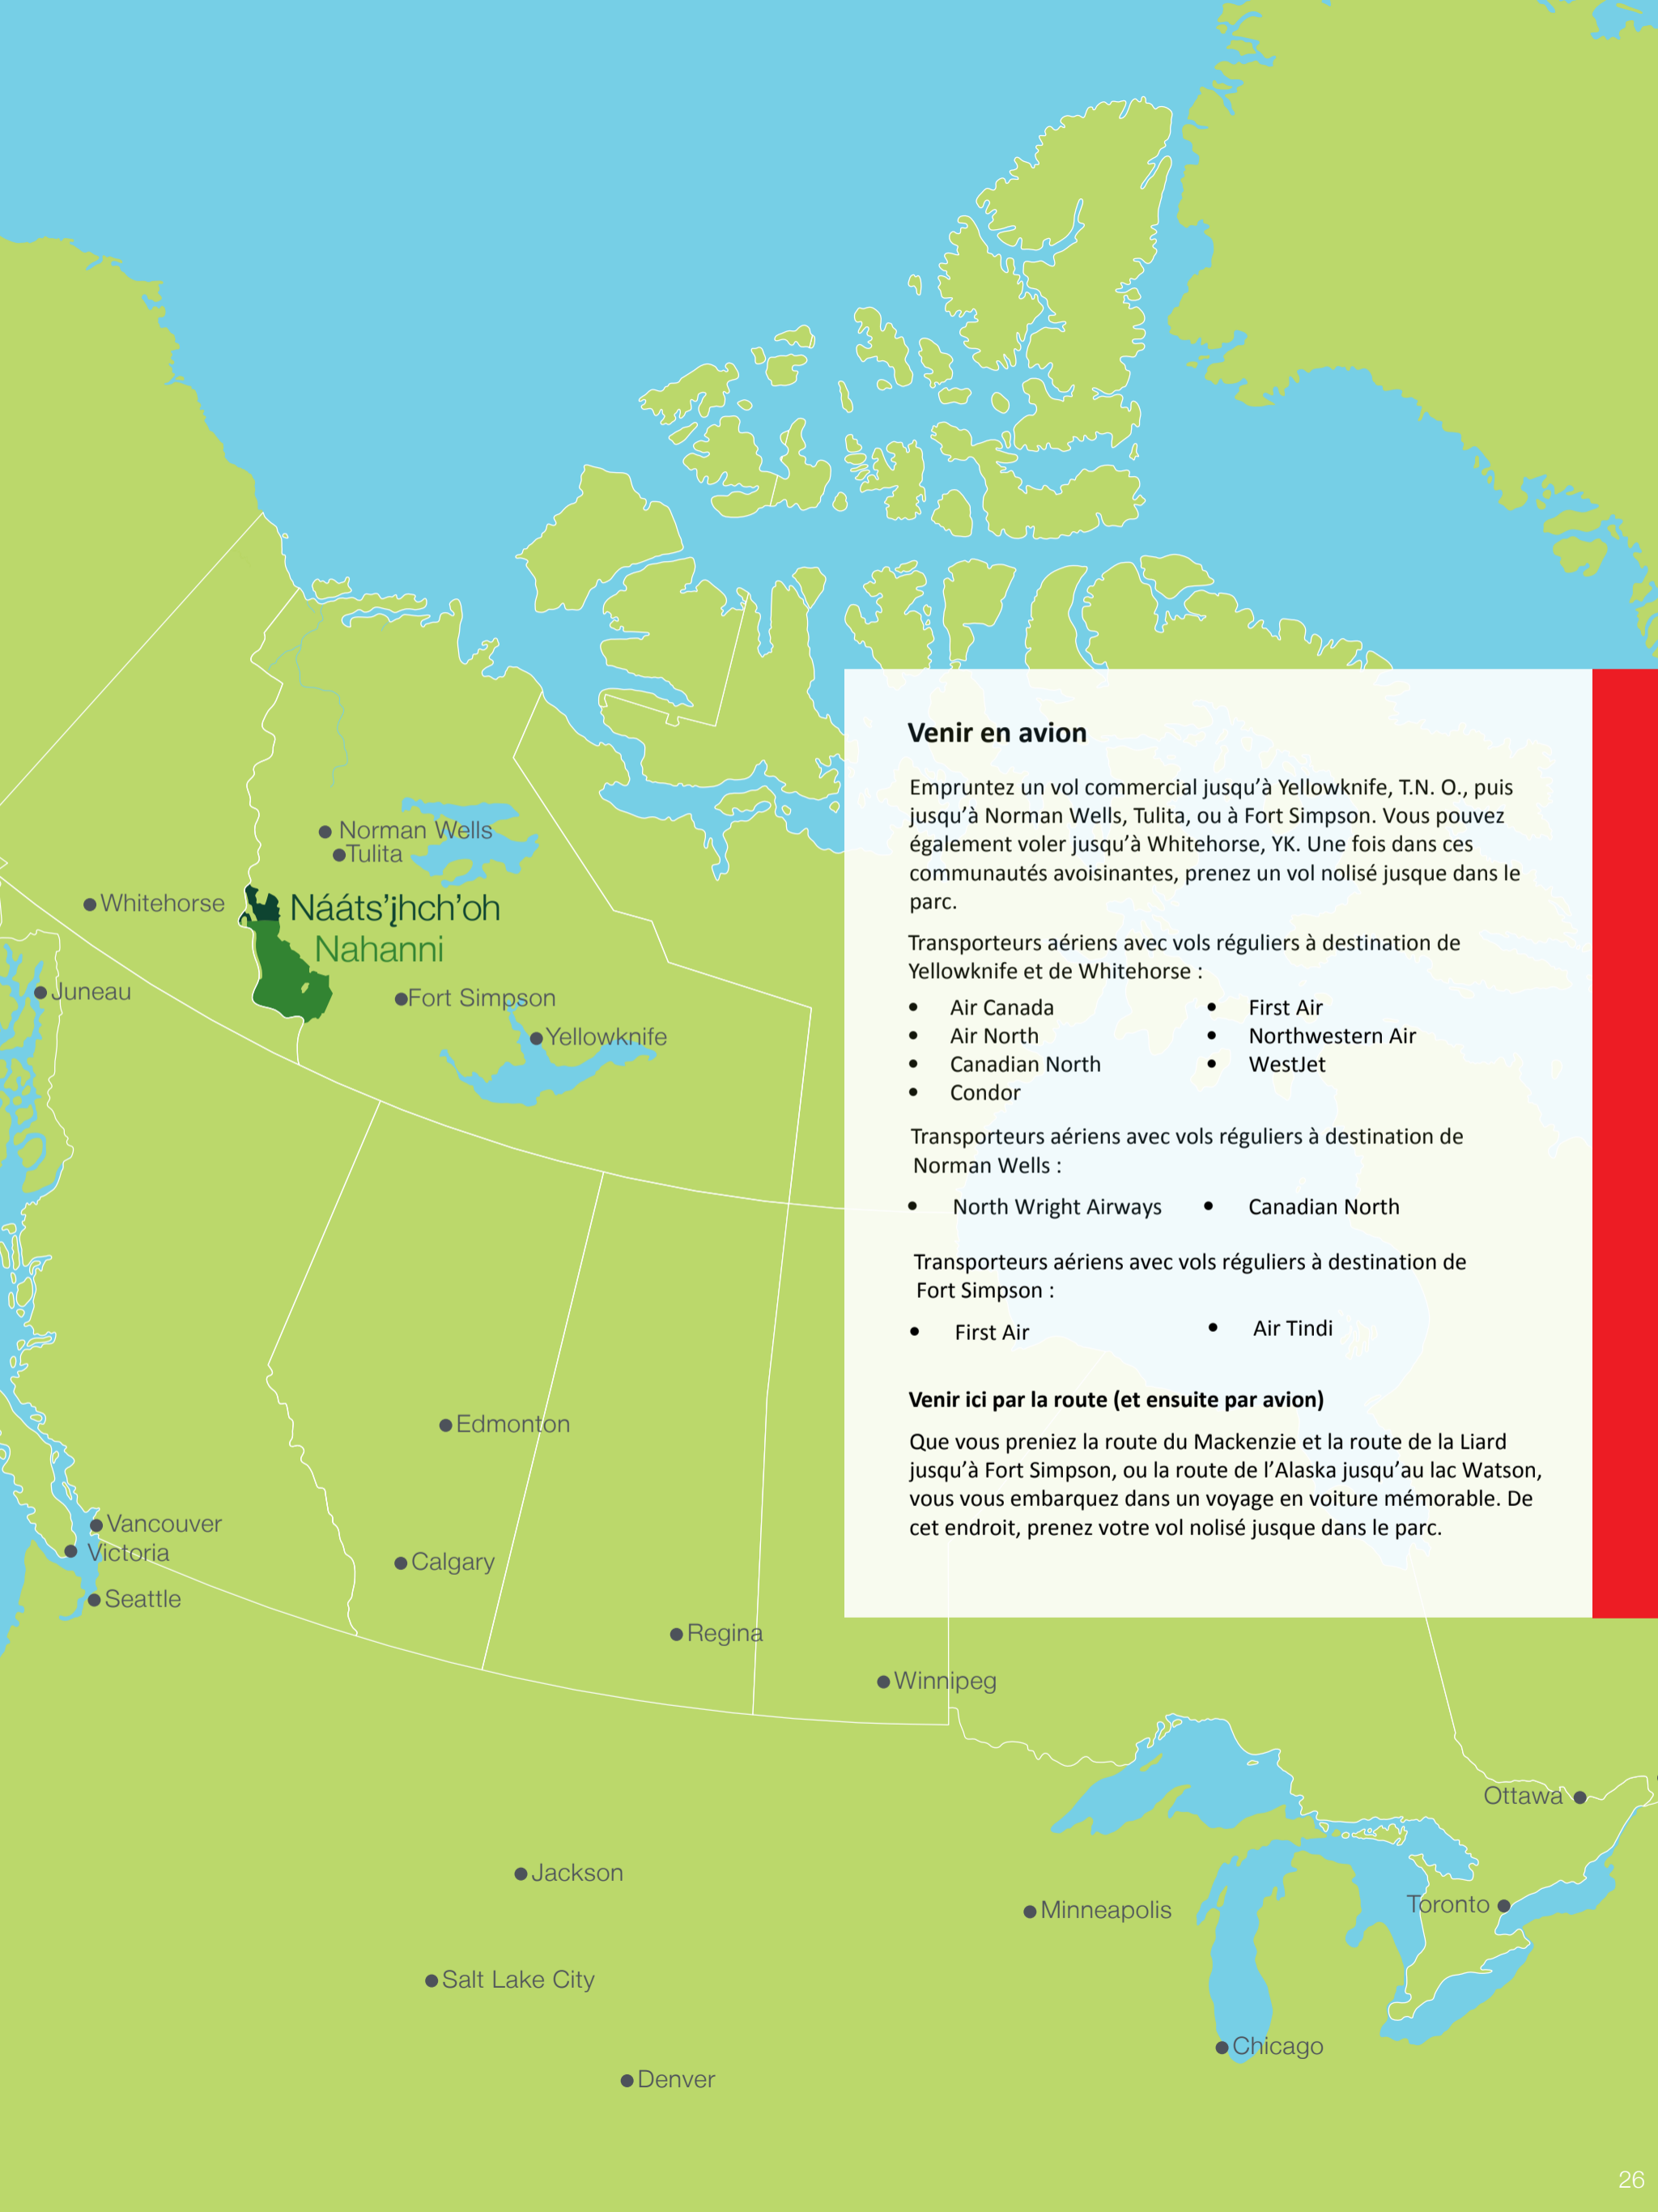 Norman Wells
Tulita
Whitehorse
Nááts’įhch’oh
Nahanni
Juneau
Fort Simpson
Yellowknife
Venir en avion
Empruntez un vol commercial jusqu’à Yellowknife, T.N. O., puis
jusqu’à Norman Wells, Tulita, ou à Fort Simpson. Vous pouvez
également voler jusqu’à Whitehorse, YK. Une fois dans ces
communautés avoisinantes, prenez un vol nolisé jusque dans le
parc.
Transporteurs aériens avec vols réguliers à destination de
Yellowknife et de Whitehorse :
• Air Canada
• Air North
• Canadian North
• Condor
• First Air
• Northwestern Air
• WestJet
Transporteurs aériens avec vols réguliers à destination de
Norman Wells :
• North Wright Airways
• Canadian North
Transporteurs aériens avec vols réguliers à destination de
Fort Simpson :
• First Air
• Air Tindi
Venir ici par la route (et ensuite par avion)
Que vous preniez la route du Mackenzie et la route de la Liard
jusqu’à Fort Simpson, ou la route de l’Alaska jusqu’au lac Watson,
vous vous embarquez dans un voyage en voiture mémorable. De
cet endroit, prenez votre vol nolisé jusque dans le parc.
Edmonton
Vancouver
Victoria
Calgary
Seattle
Regina
Winnipeg
Ottawa
Jackson
Minneapolis
Toronto
Salt Lake City
Chicago
Denver
26